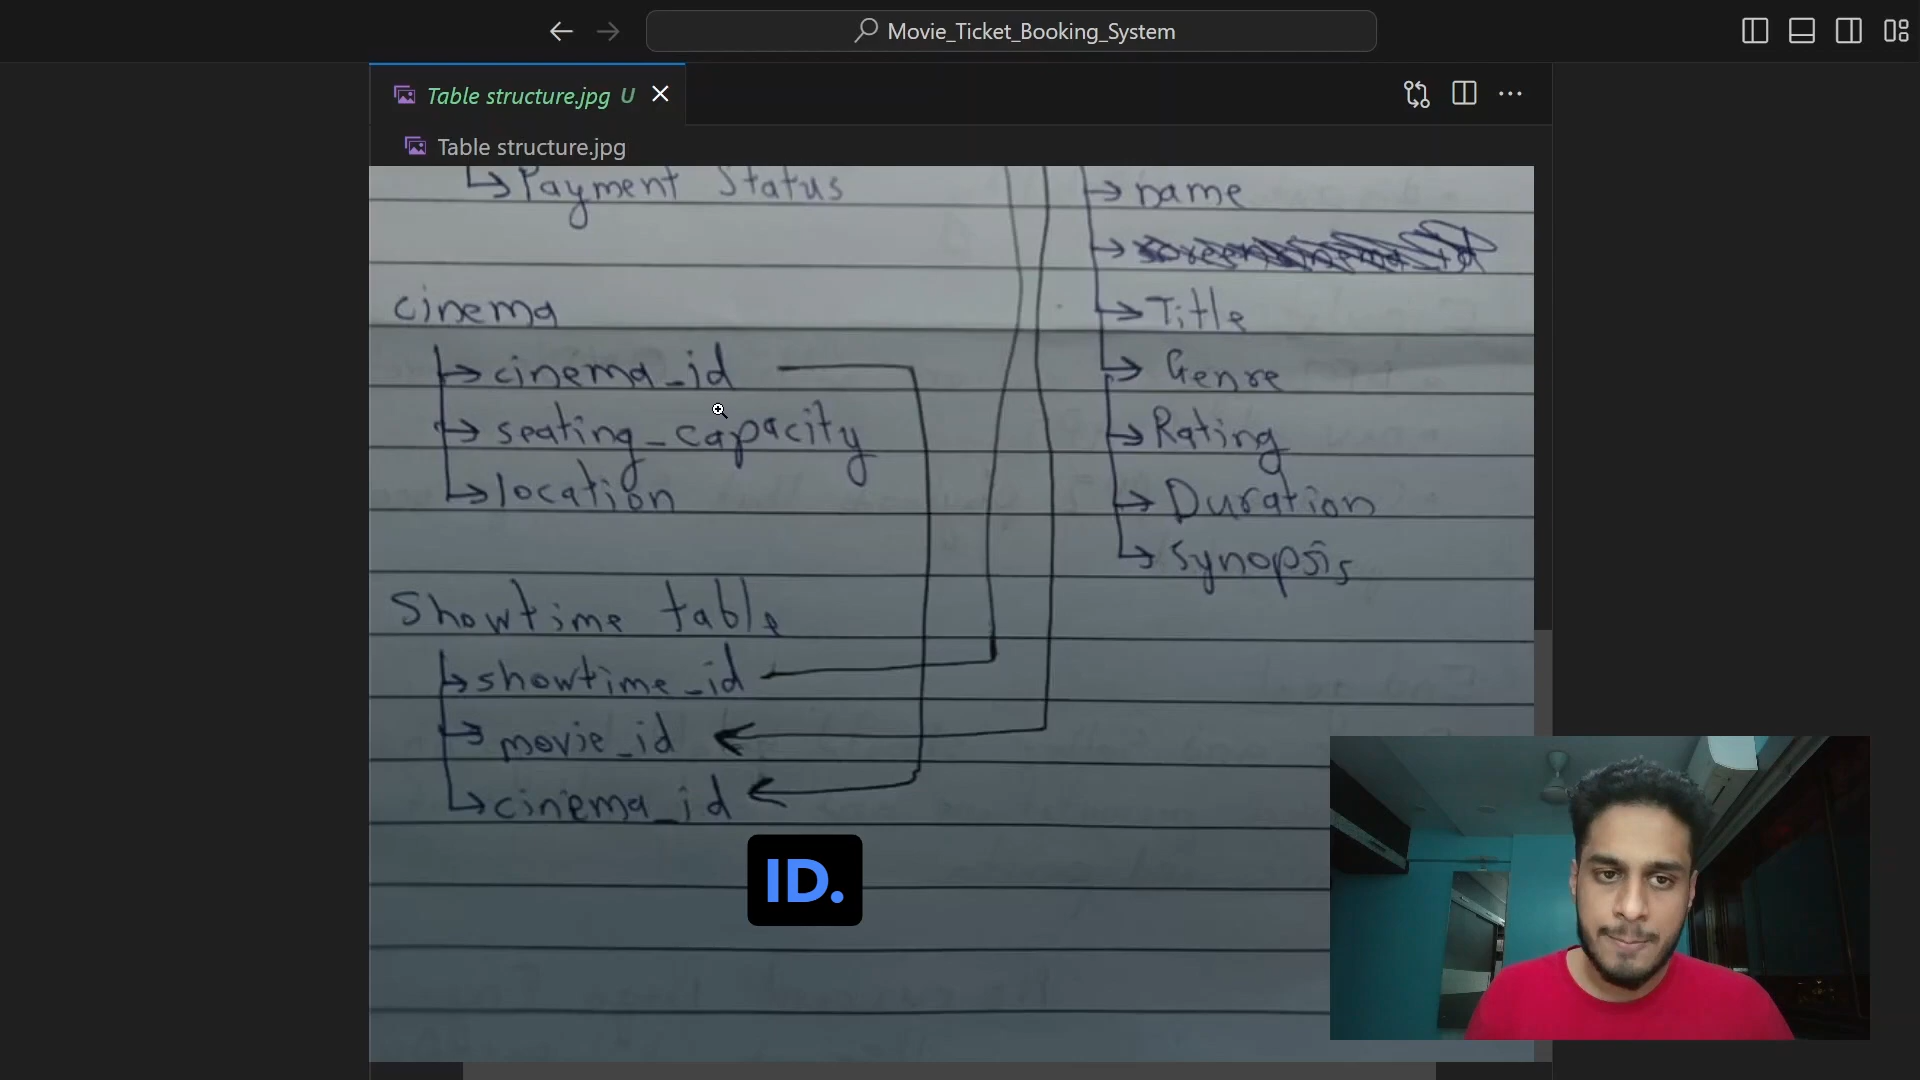 Movie_Ticket_Booking_System
Table structure.jpg U
Table structure.jpg
Payment Status
cinema
cinema_id
seating_capacity
location
Showtime table
showtime_id
movie_id
cinema_id
name
Title
Genre
Rating
Duration
Synopsis
ID.